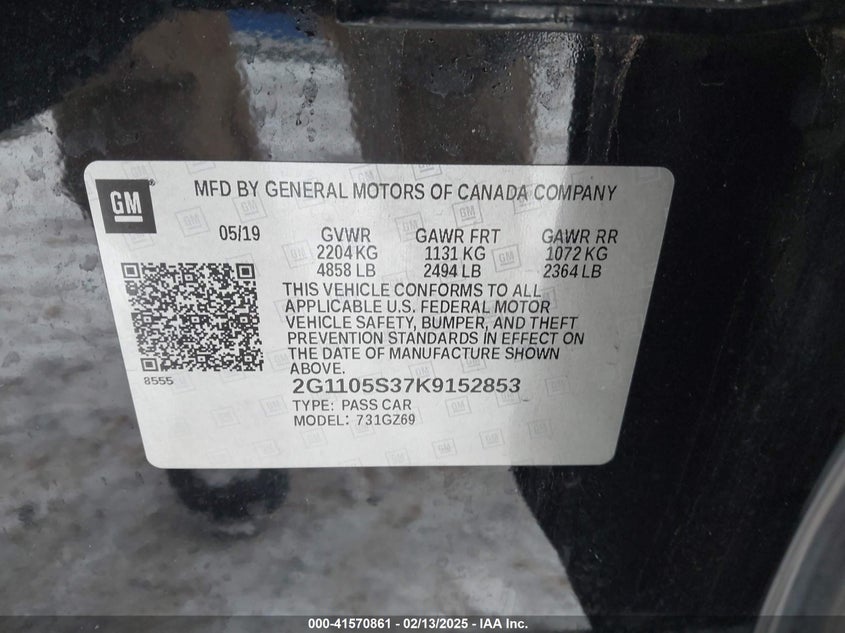 GM
MFD BY GENERAL MOTORS OF CANADA COMPANY
05/19 GVWR GAWR FRT GAWR RR
2204 KG 1131 KG 1072 KG
4858 LB 2494 LB 2364 LB
THIS VEHICLE CONFORMS TO ALL
APPLICABLE U.S. FEDERAL MOTOR
VEHICLE SAFETY, BUMPER, AND THEFT
PREVENTION STANDARDS IN EFFECT ON
THE DATE OF MANUFACTURE SHOWN
ABOVE.
8555
2G1105S37K9152853
TYPE: PASS CAR
MODEL: 731GZ69
000-41570861 - 02/13/2025 - IAA Inc.